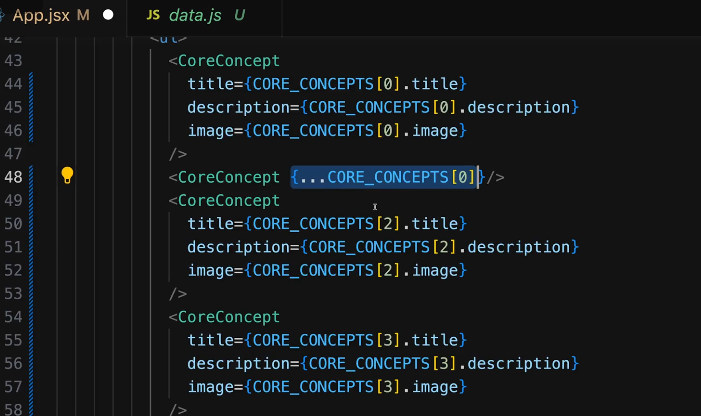 App.jsx M
JS data.js U
42 <ul>
43 <CoreConcept
44 title={CORE_CONCEPTS[0].title}
45 description={CORE_CONCEPTS[0].description}
46 image={CORE_CONCEPTS[0].image}
47 />
48 <CoreConcept {...CORE_CONCEPTS[0]}/>
49 <CoreConcept
50 title={CORE_CONCEPTS[2].title}
51 description={CORE_CONCEPTS[2].description}
52 image={CORE_CONCEPTS[2].image}
53 />
54 <CoreConcept
55 title={CORE_CONCEPTS[3].title}
56 description={CORE_CONCEPTS[3].description}
57 image={CORE_CONCEPTS[3].image}
58 />